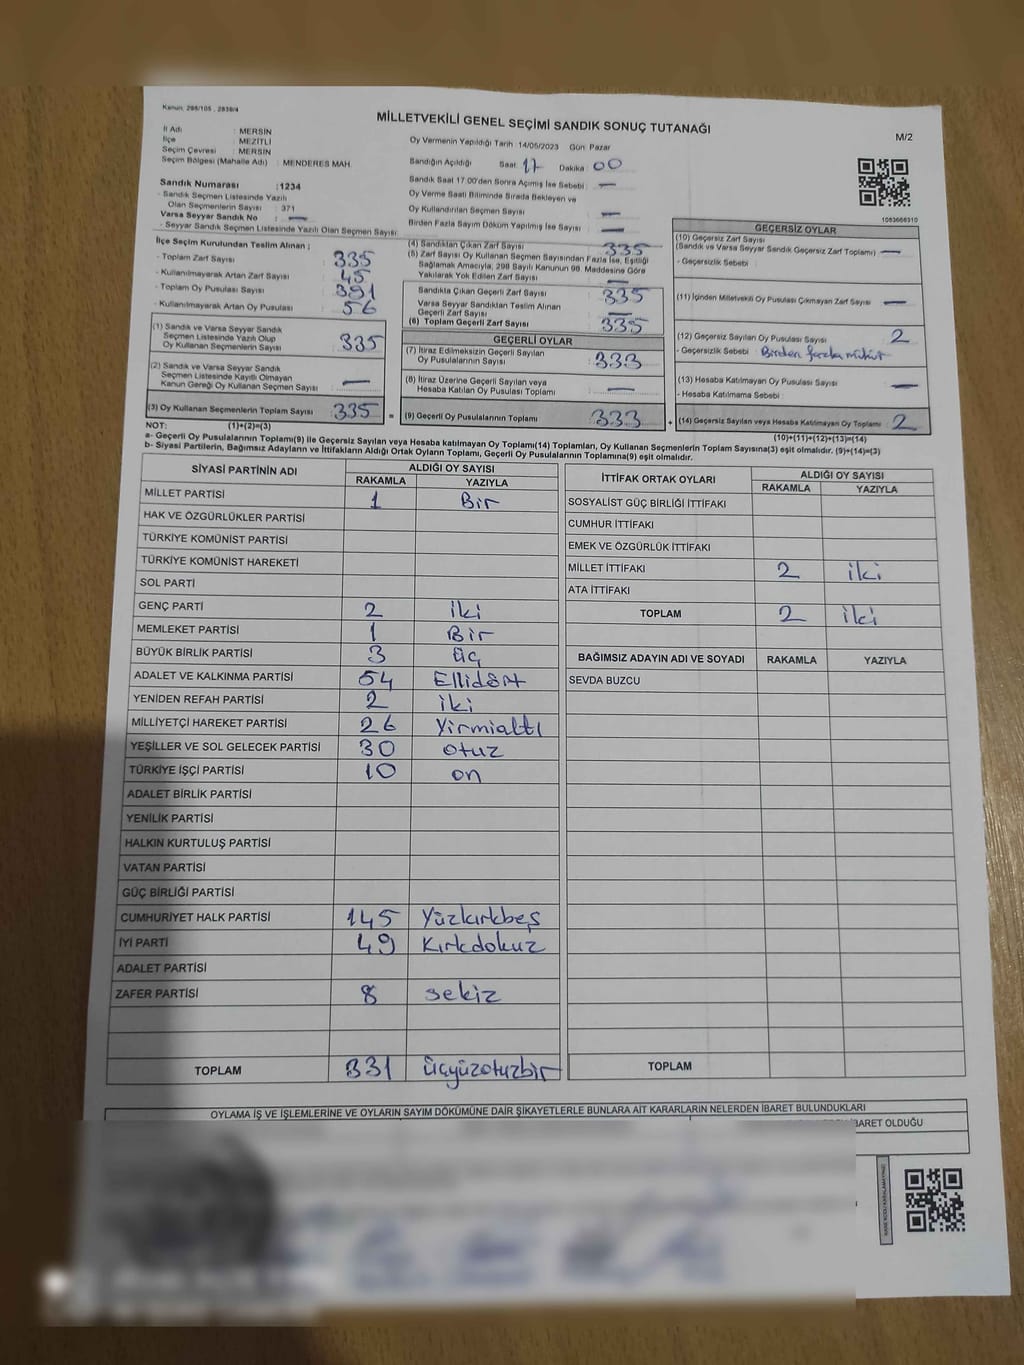 Kanun: 298/105 , 2839/4
MİLLETVEKİLİ GENEL SEÇİMİ SANDIK SONUÇ TUTANAĞI
M/2
İl Adı : MERSİN
İlçe : MEZİTLİ
Seçim Çevresi : MERSİN
Seçim Bölgesi (Mahalle Adı) : MENDERES MAH.
Oy Vermenin Yapıldığı Tarih 14/05/2023 Gün Pazar
Sandığın Açıldığı Saat 17 Dakika 00
Sandık Saat 17.00'den Sonra Açımış İse Sebebi : —
Oy Verme Saati Bitiminde Sırada Bekleyen ve
Oy Kullandırılan Seçmen Sayısı : —
Birden Fazla Sayım Döküm Yapılmış İse Sayısı : —
Sandık Numarası : 1234
- Sandık Seçmen Listesinde Yazılı
Olan Seçmenlerin Sayısı : 371
Varsa Seyyar Sandık No : —
- Seyyar Sandık Seçmen Listesinde Yazılı Olan Seçmen Sayısı:
İlçe Seçim Kurulundan Teslim Alınan ;
- Toplam Zarf Sayısı : 335
- Kullanılmayarak Artan Zarf Sayısı : 45
- Toplam Oy Pusulası Sayısı : 391
- Kullanılmayarak Artan Oy Pusulası : 56
(1) Sandık ve Varsa Seyyar Sandık
Seçmen Listesinde Yazılı Olup
Oy Kullanan Seçmenlerin Sayısı : 335
(2) Sandık ve Varsa Seyyar Sandık
Seçmen Listesinde Kayıtlı Olmayan
Kanun Gereği Oy Kullanan Seçmen Sayısı : —
(3) Oy Kullanan Seçmenlerin Toplam Sayısı : 335 =
(4) Sandıktan Çıkan Zarf Sayısı : 335
(5) Zarf Sayısı Oy Kullanan Seçmen Sayısından Fazla İse, Eşitliği
Sağlamak Amacıyla, 298 Sayılı Kanunun 98. Maddesine Göre
Yakılarak Yok Edilen Zarf Sayısı : —
Sandıkta Çıkan Geçerli Zarf Sayısı : 335
Varsa Seyyar Sandıktan Teslim Alınan
Geçerli Zarf Sayısı : —
(6) Toplam Geçerli Zarf Sayısı : 335
GEÇERLİ OYLAR
(7) İtiraz Edilmeksizin Geçerli Sayılan
Oy Pusulalarının Sayısı : 333
(8) İtiraz Üzerine Geçerli Sayılan veya
Hesaba Katılan Oy Pusulası Toplamı : —
(9) Geçerli Oy Pusulalarının Toplamı : 333 +
1083666310
GEÇERSİZ OYLAR
(10) Geçersiz Zarf Sayısı
(Sandık ve Varsa Seyyar Sandık Geçersiz Zarf Toplamı) : —
- Geçersizlik Sebebi :
(11) İçinden Milletvekili Oy Pusulası Çıkmayan Zarf Sayısı : —
(12) Geçersiz Sayılan Oy Pusulası Sayısı : 2
- Geçersizlik Sebebi : Birden fazla mühür
(13) Hesaba Katılmayan Oy Pusulası Sayısı : —
- Hesaba Katılmama Sebebi :
(14) Geçersiz Sayılan veya Hesaba Katılmayan Oy Toplamı : 2
NOT: (1)+(2)=(3) (10)+(11)+(12)+(13)=(14)
a- Geçerli Oy Pusulalarının Toplamı(9) ile Geçersiz Sayılan veya Hesaba katılmayan Oy Toplamı(14) Toplamları, Oy Kullanan Seçmenlerin Toplam Sayısına(3) eşit olmalıdır. (9)+(14)=(3)
b- Siyasi Partilerin, Bağımsız Adayların ve İttifakların Aldığı Ortak Oyların Toplamı, Geçerli Oy Pusulalarının Toplamına(9) eşit olmalıdır.
SİYASİ PARTİNİN ADI ALDIĞI OY SAYISI
RAKAMLA YAZIYLA
MİLLET PARTİSİ 1 Bir
HAK VE ÖZGÜRLÜKLER PARTİSİ
TÜRKİYE KOMÜNİST PARTİSİ
TÜRKİYE KOMÜNİST HAREKETİ
SOL PARTİ
GENÇ PARTİ 2 iki
MEMLEKET PARTİSİ 1 Bir
BÜYÜK BİRLİK PARTİSİ 3 üç
ADALET VE KALKINMA PARTİSİ 54 Ellidört
YENİDEN REFAH PARTİSİ 2 iki
MİLLİYETÇİ HAREKET PARTİSİ 26 Yirmialtı
YEŞİLLER VE SOL GELECEK PARTİSİ 30 otuz
TÜRKİYE İŞÇİ PARTİSİ 10 on
ADALET BİRLİK PARTİSİ
YENİLİK PARTİSİ
HALKIN KURTULUŞ PARTİSİ
VATAN PARTİSİ
GÜÇ BİRLİĞİ PARTİSİ
CUMHURİYET HALK PARTİSİ 145 Yüzkırkbeş
İYİ PARTİ 49 Kırkdokuz
ADALET PARTİSİ
ZAFER PARTİSİ 8 sekiz
TOPLAM 331 üçyüzotuzbir
İTTİFAK ORTAK OYLARI ALDIĞI OY SAYISI
RAKAMLA YAZIYLA
SOSYALİST GÜÇ BİRLİĞİ İTTİFAKI
CUMHUR İTTİFAKI
EMEK VE ÖZGÜRLÜK İTTİFAKI
MİLLET İTTİFAKI 2 iki
ATA İTTİFAKI
TOPLAM 2 iki
BAĞIMSIZ ADAYIN ADI VE SOYADI RAKAMLA YAZIYLA
SEVDA BUZCU
TOPLAM
OYLAMA İŞ VE İŞLEMLERİNE VE OYLARIN SAYIM DÖKÜMÜNE DAİR ŞİKAYETLERLE BUNLARA AİT KARARLARIN NELERDEN İBARET BULUNDUKLARI
İBARET OLDUĞU